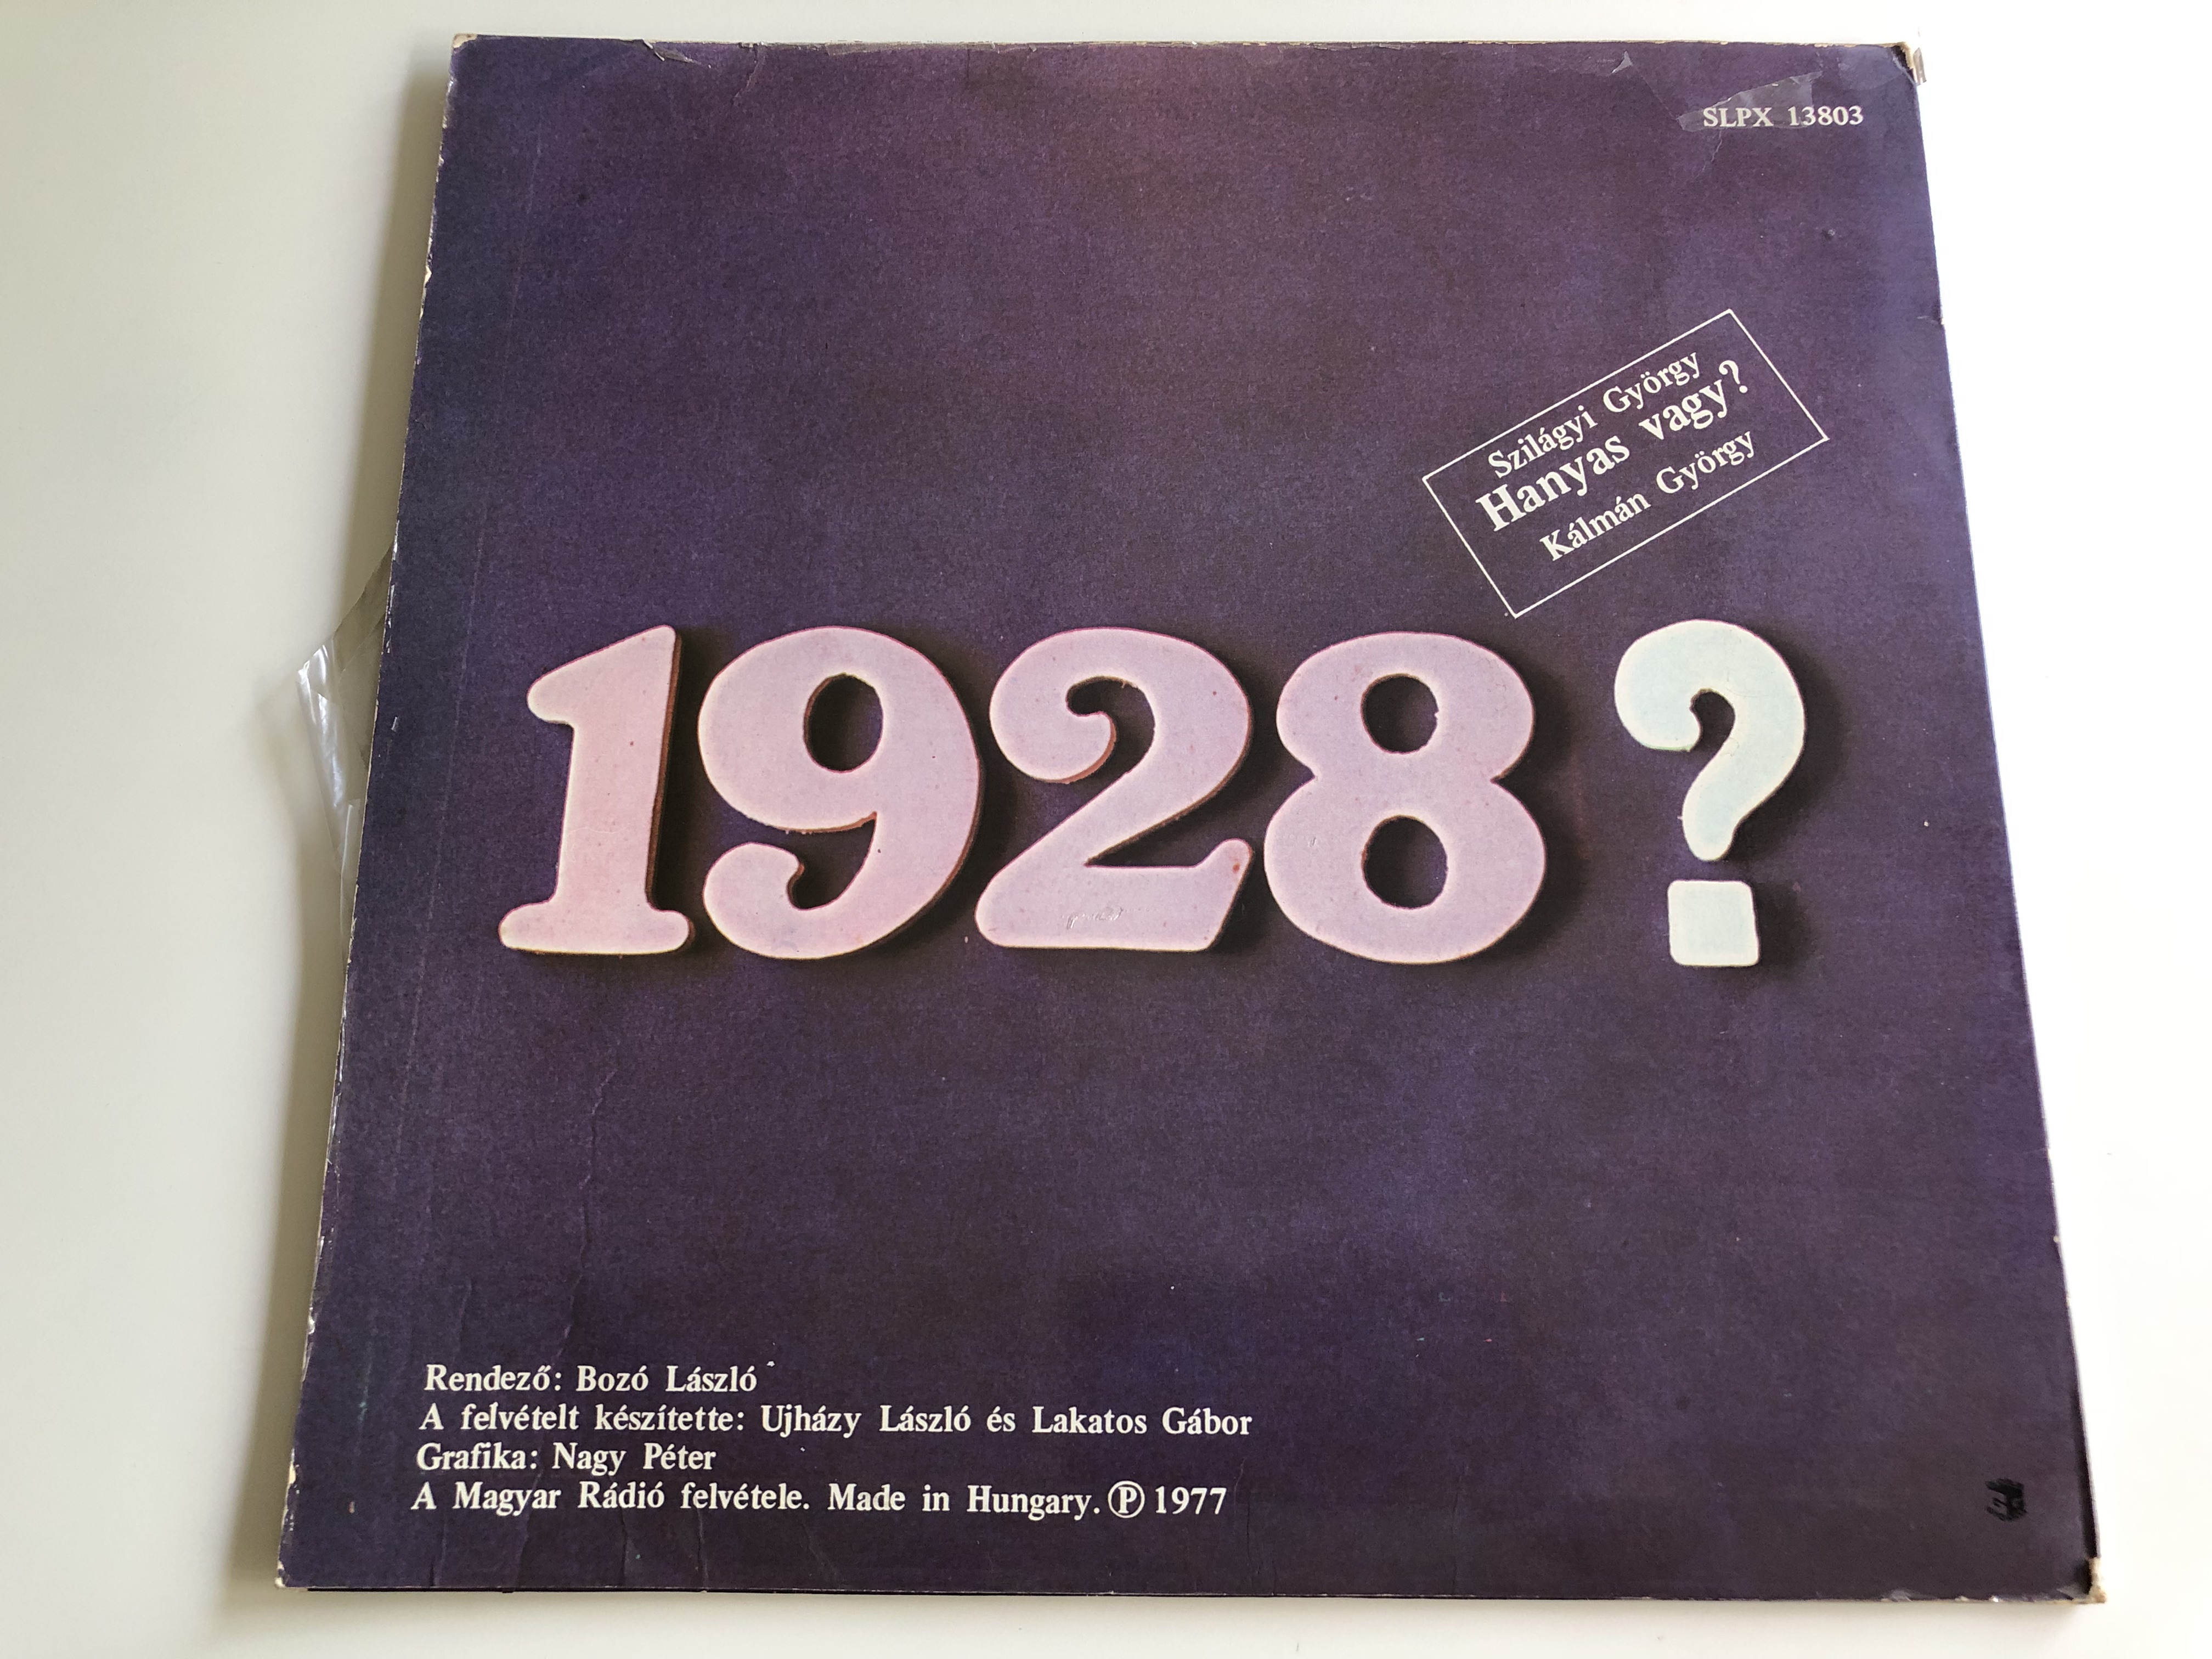 SLPX 13803
Szilágyi György
Hanyas vagy?
Kálmán György
1928?
Rendező: Bozó László
A felvételt készítette: Ujházy László és Lakatos Gábor
Grafika: Nagy Péter
A Magyar Rádió felvétele. Made in Hungary. Ⓟ 1977